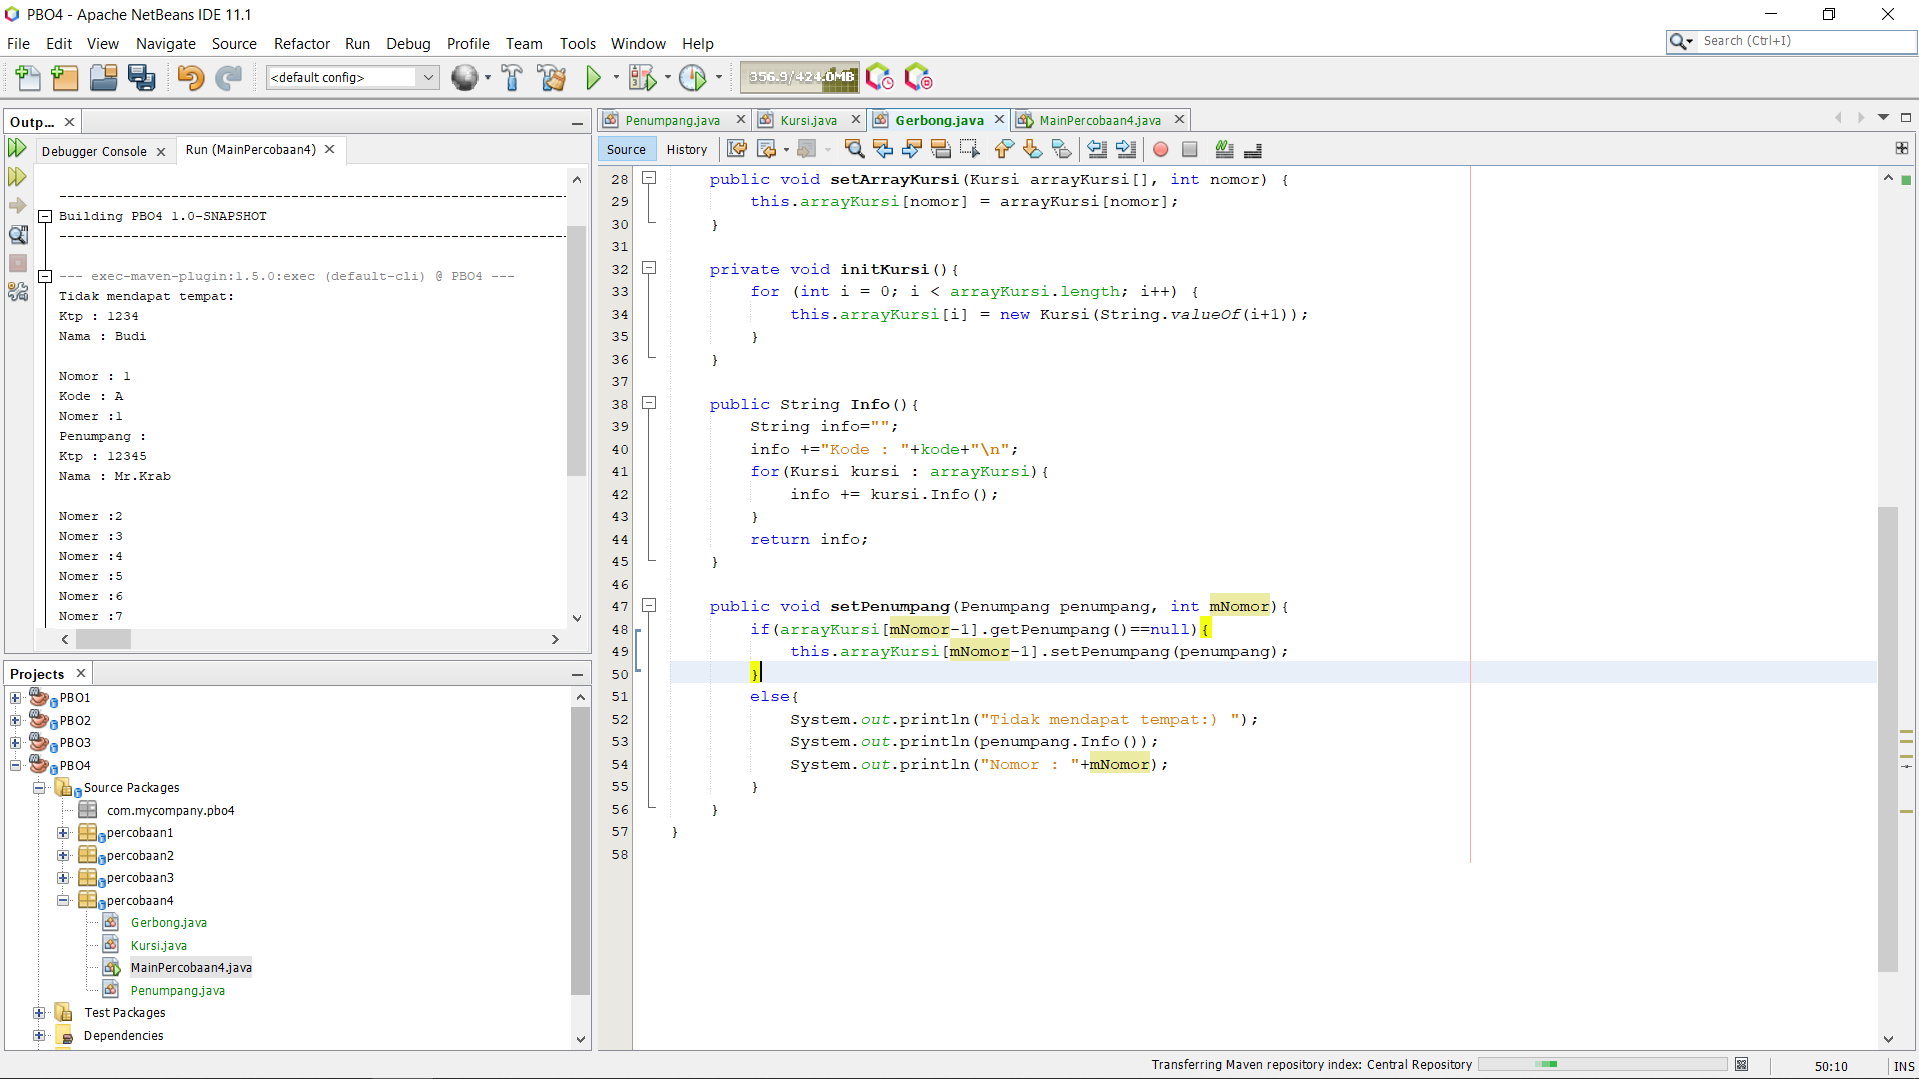 PBO4 - Apache NetBeans IDE 11.1
File Edit View Navigate Source Refactor Run Debug Profile Team Tools Window Help
Search (Ctrl+I)
<default config>
356.9/424.0MB
Outp...
Debugger Console
Run (MainPercobaan4)
--------------------------------------------------------------------------------
Building PBO4 1.0-SNAPSHOT
--------------------------------------------------------------------------------
--- exec-maven-plugin:1.5.0:exec (default-cli) @ PBO4 ---
Tidak mendapat tempat:
Ktp : 1234
Nama : Budi
Nomor : 1
Kode : A
Nomer :1
Penumpang :
Ktp : 12345
Nama : Mr.Krab
Nomer :2
Nomer :3
Nomer :4
Nomer :5
Nomer :6
Nomer :7
Projects
PBO1
PBO2
PBO3
PBO4
Source Packages
com.mycompany.pbo4
percobaan1
percobaan2
percobaan3
percobaan4
Gerbong.java
Kursi.java
MainPercobaan4.java
Penumpang.java
Test Packages
Dependencies
Penumpang.java Kursi.java Gerbong.java MainPercobaan4.java
Source History
28 public void setArrayKursi(Kursi arrayKursi[], int nomor) {
29 this.arrayKursi[nomor] = arrayKursi[nomor];
30 }
31
32 private void initKursi(){
33 for (int i = 0; i < arrayKursi.length; i++) {
34 this.arrayKursi[i] = new Kursi(String.valueOf(i+1));
35 }
36 }
37
38 public String Info(){
39 String info="";
40 info +="Kode : "+kode+"\n";
41 for(Kursi kursi : arrayKursi){
42 info += kursi.Info();
43 }
44 return info;
45 }
46
47 public void setPenumpang(Penumpang penumpang, int mNomor){
48 if(arrayKursi[mNomor-1].getPenumpang()==null){
49 this.arrayKursi[mNomor-1].setPenumpang(penumpang);
50 }
51 else{
52 System.out.println("Tidak mendapat tempat:) ");
53 System.out.println(penumpang.Info());
54 System.out.println("Nomor : "+mNomor);
55 }
56 }
57 }
58
Transferring Maven repository index: Central Repository
50:10
INS